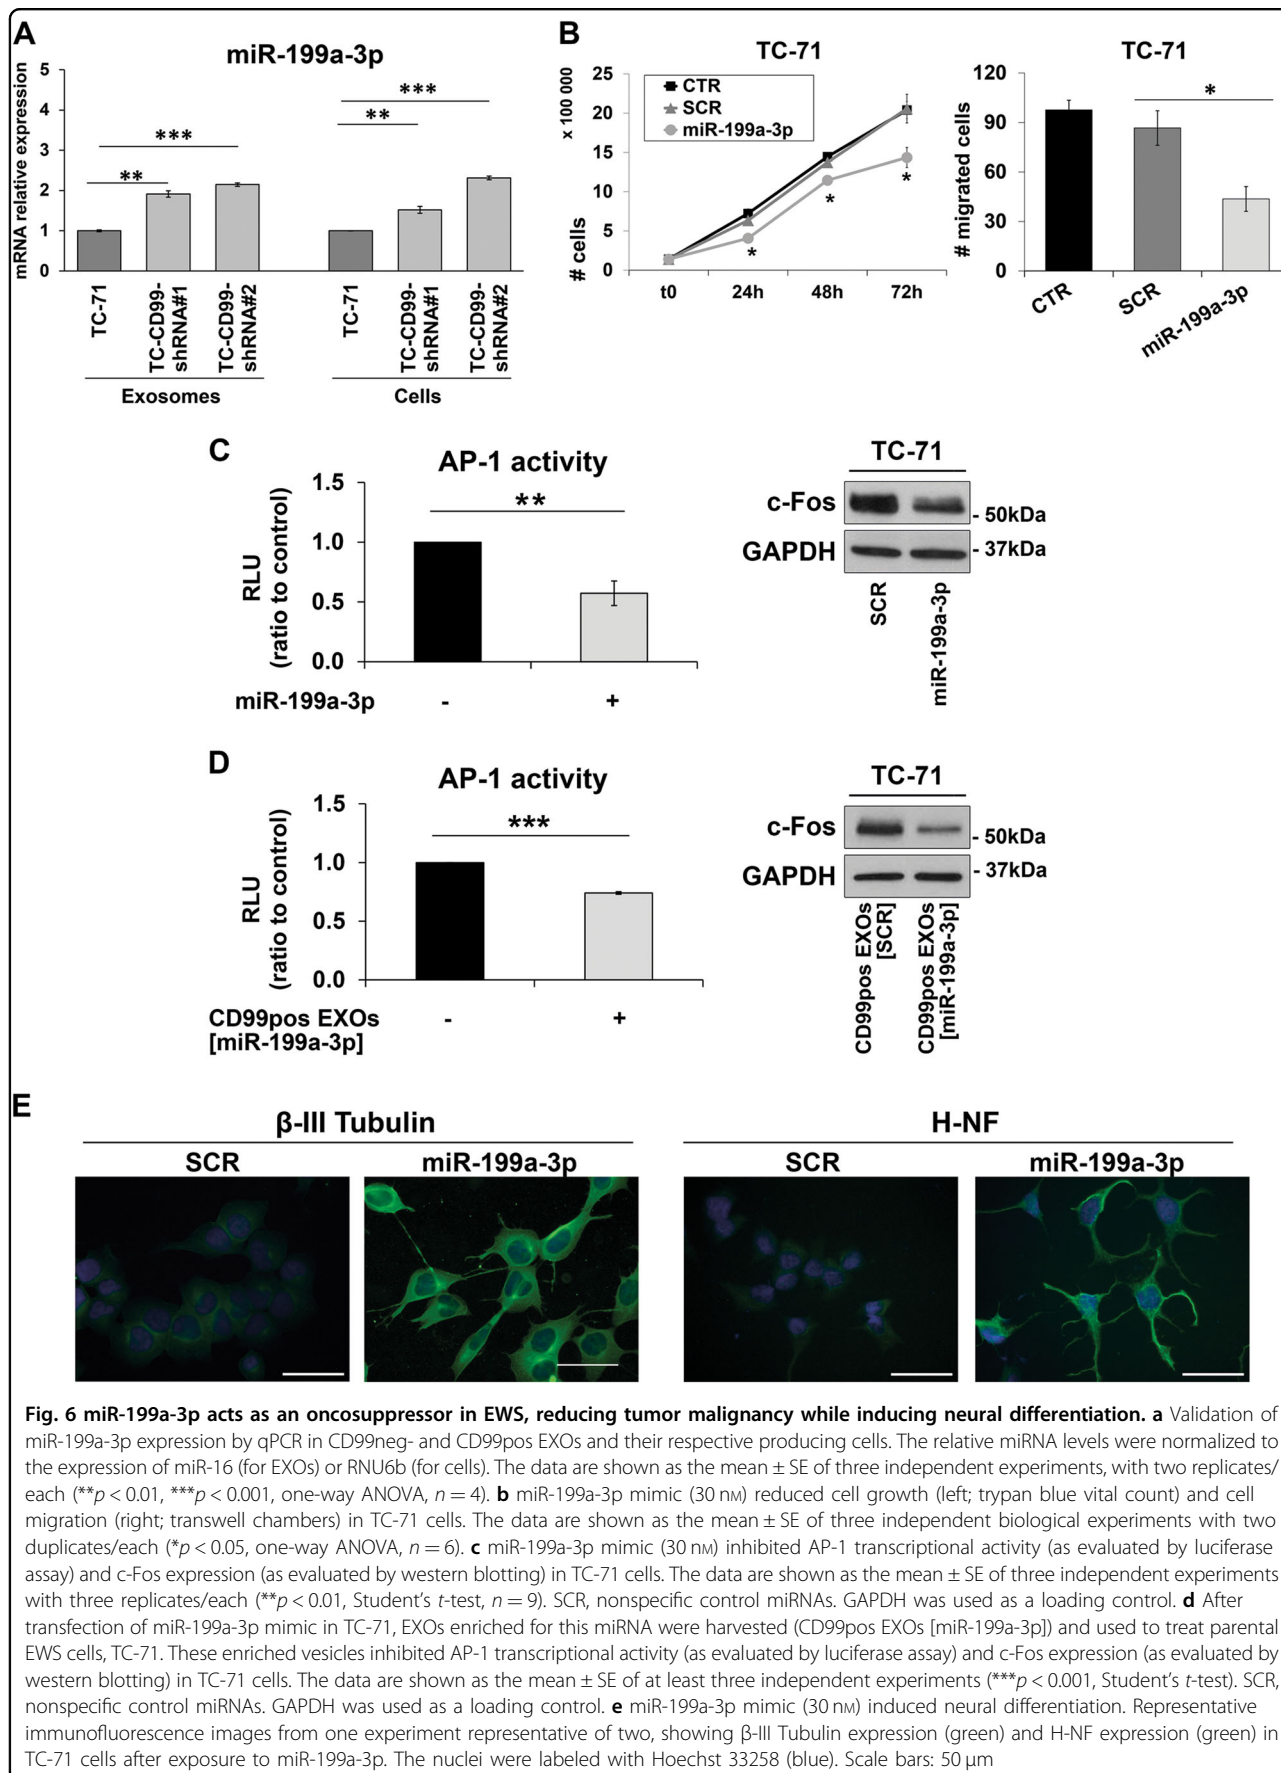 A
miR-199a-3p
mRNA relative expression
5
4
3
2
1
0
***
**
***
**
TC-71
TC-CD99-
shRNA#1
TC-CD99-
shRNA#2
TC-71
TC-CD99-
shRNA#1
TC-CD99-
shRNA#2
Exosomes
Cells
B
TC-71
# cells
x 100 000
25
20
15
10
5
0
CTR
SCR
miR-199a-3p
*
*
*
t0
24h
48h
72h
TC-71
# migrated cells
120
90
60
30
0
*
CTR
SCR
miR-199a-3p
C
AP-1 activity
RLU
(ratio to control)
1.5
1.0
0.5
0.0
**
miR-199a-3p - +
TC-71
c-Fos
- 50kDa
GAPDH
- 37kDa
SCR
miR-199a-3p
D
AP-1 activity
RLU
(ratio to control)
1.5
1.0
0.5
0.0
***
CD99pos EXOs - +
[miR-199a-3p]
TC-71
c-Fos
- 50kDa
GAPDH
- 37kDa
CD99pos EXOs
[SCR]
CD99pos EXOs
[miR-199a-3p]
E
β-III Tubulin
SCR
miR-199a-3p
H-NF
SCR
miR-199a-3p
Fig. 6 miR-199a-3p acts as an oncosuppressor in EWS, reducing tumor malignancy while inducing neural differentiation. a Validation of
miR-199a-3p expression by qPCR in CD99neg- and CD99pos EXOs and their respective producing cells. The relative miRNA levels were normalized to
the expression of miR-16 (for EXOs) or RNU6b (for cells). The data are shown as the mean ± SE of three independent experiments, with two replicates/
each (**p < 0.01, ***p < 0.001, one-way ANOVA, n = 4). b miR-199a-3p mimic (30 nM) reduced cell growth (left; trypan blue vital count) and cell
migration (right; transwell chambers) in TC-71 cells. The data are shown as the mean ± SE of three independent biological experiments with two
duplicates/each (*p < 0.05, one-way ANOVA, n = 6). c miR-199a-3p mimic (30 nM) inhibited AP-1 transcriptional activity (as evaluated by luciferase
assay) and c-Fos expression (as evaluated by western blotting) in TC-71 cells. The data are shown as the mean ± SE of three independent experiments
with three replicates/each (**p < 0.01, Student's t-test, n = 9). SCR, nonspecific control miRNAs. GAPDH was used as a loading control. d After
transfection of miR-199a-3p mimic in TC-71, EXOs enriched for this miRNA were harvested (CD99pos EXOs [miR-199a-3p]) and used to treat parental
EWS cells, TC-71. These enriched vesicles inhibited AP-1 transcriptional activity (as evaluated by luciferase assay) and c-Fos expression (as evaluated by
western blotting) in TC-71 cells. The data are shown as the mean ± SE of at least three independent experiments (***p < 0.001, Student's t-test). SCR,
nonspecific control miRNAs. GAPDH was used as a loading control. e miR-199a-3p mimic (30 nM) induced neural differentiation. Representative
immunofluorescence images from one experiment representative of two, showing β-III Tubulin expression (green) and H-NF expression (green) in
TC-71 cells after exposure to miR-199a-3p. The nuclei were labeled with Hoechst 33258 (blue). Scale bars: 50 μm